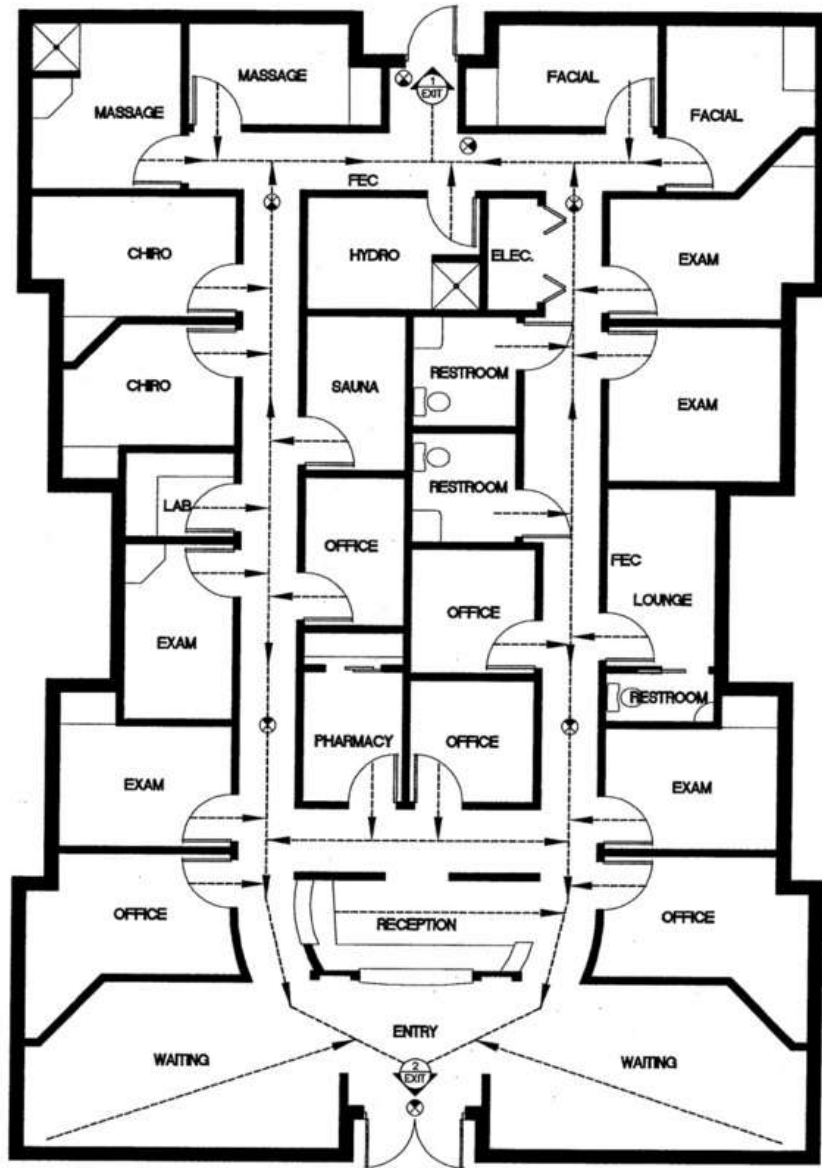 MASSAGE
FACIAL
1
EXIT
MASSAGE
FACIAL
FEC
CHIRO
HYDRO
ELEC.
EXAM
RESTROOM
CHIRO
SAUNA
EXAM
RESTROOM
LAB
OFFICE
FEC
LOUNGE
OFFICE
EXAM
RESTROOM
PHARMACY
OFFICE
EXAM
EXAM
OFFICE
RECEPTION
OFFICE
ENTRY
WAITING
WAITING
2
EXIT